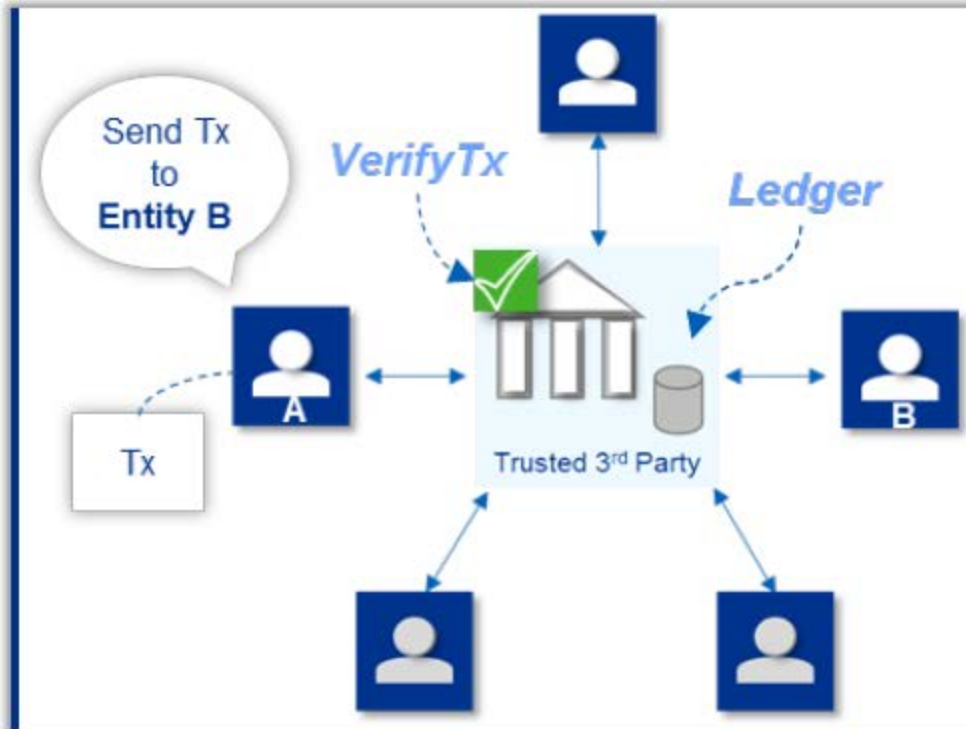 Send Tx
to
Entity B
VerifyTx
Ledger
A
B
Tx
Trusted 3rd Party